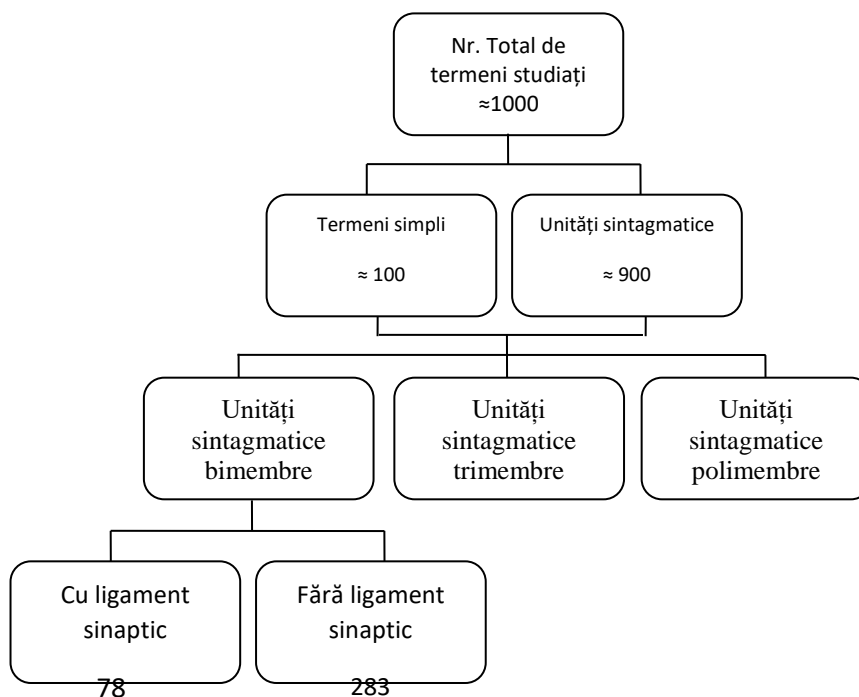 Nr. Total de
termeni studiați
≈1000
Termeni simpli
≈ 100
Unități sintagmatice
≈ 900
Unități
sintagmatice
bimembre
Unități
sintagmatice
trimembre
Unități
sintagmatice
polimembre
Cu ligament
sinaptic
78
Fără ligament
sinaptic
283